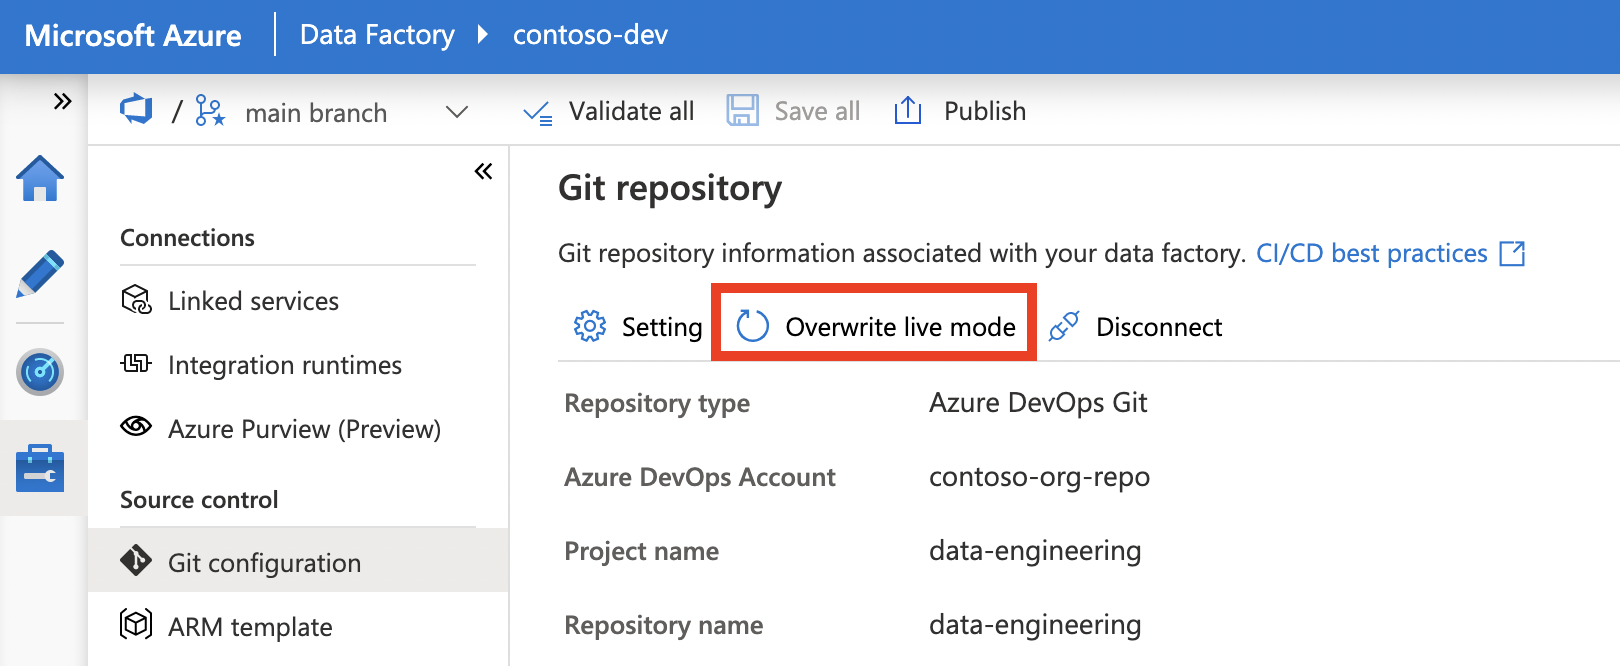 Microsoft Azure Data Factory contoso-dev
/ main branch Validate all Save all Publish
Connections
Linked services
Integration runtimes
Azure Purview (Preview)
Source control
Git configuration
ARM template
Git repository
Git repository information associated with your data factory. CI/CD best practices
Setting Overwrite live mode Disconnect
Repository type Azure DevOps Git
Azure DevOps Account contoso-org-repo
Project name data-engineering
Repository name data-engineering